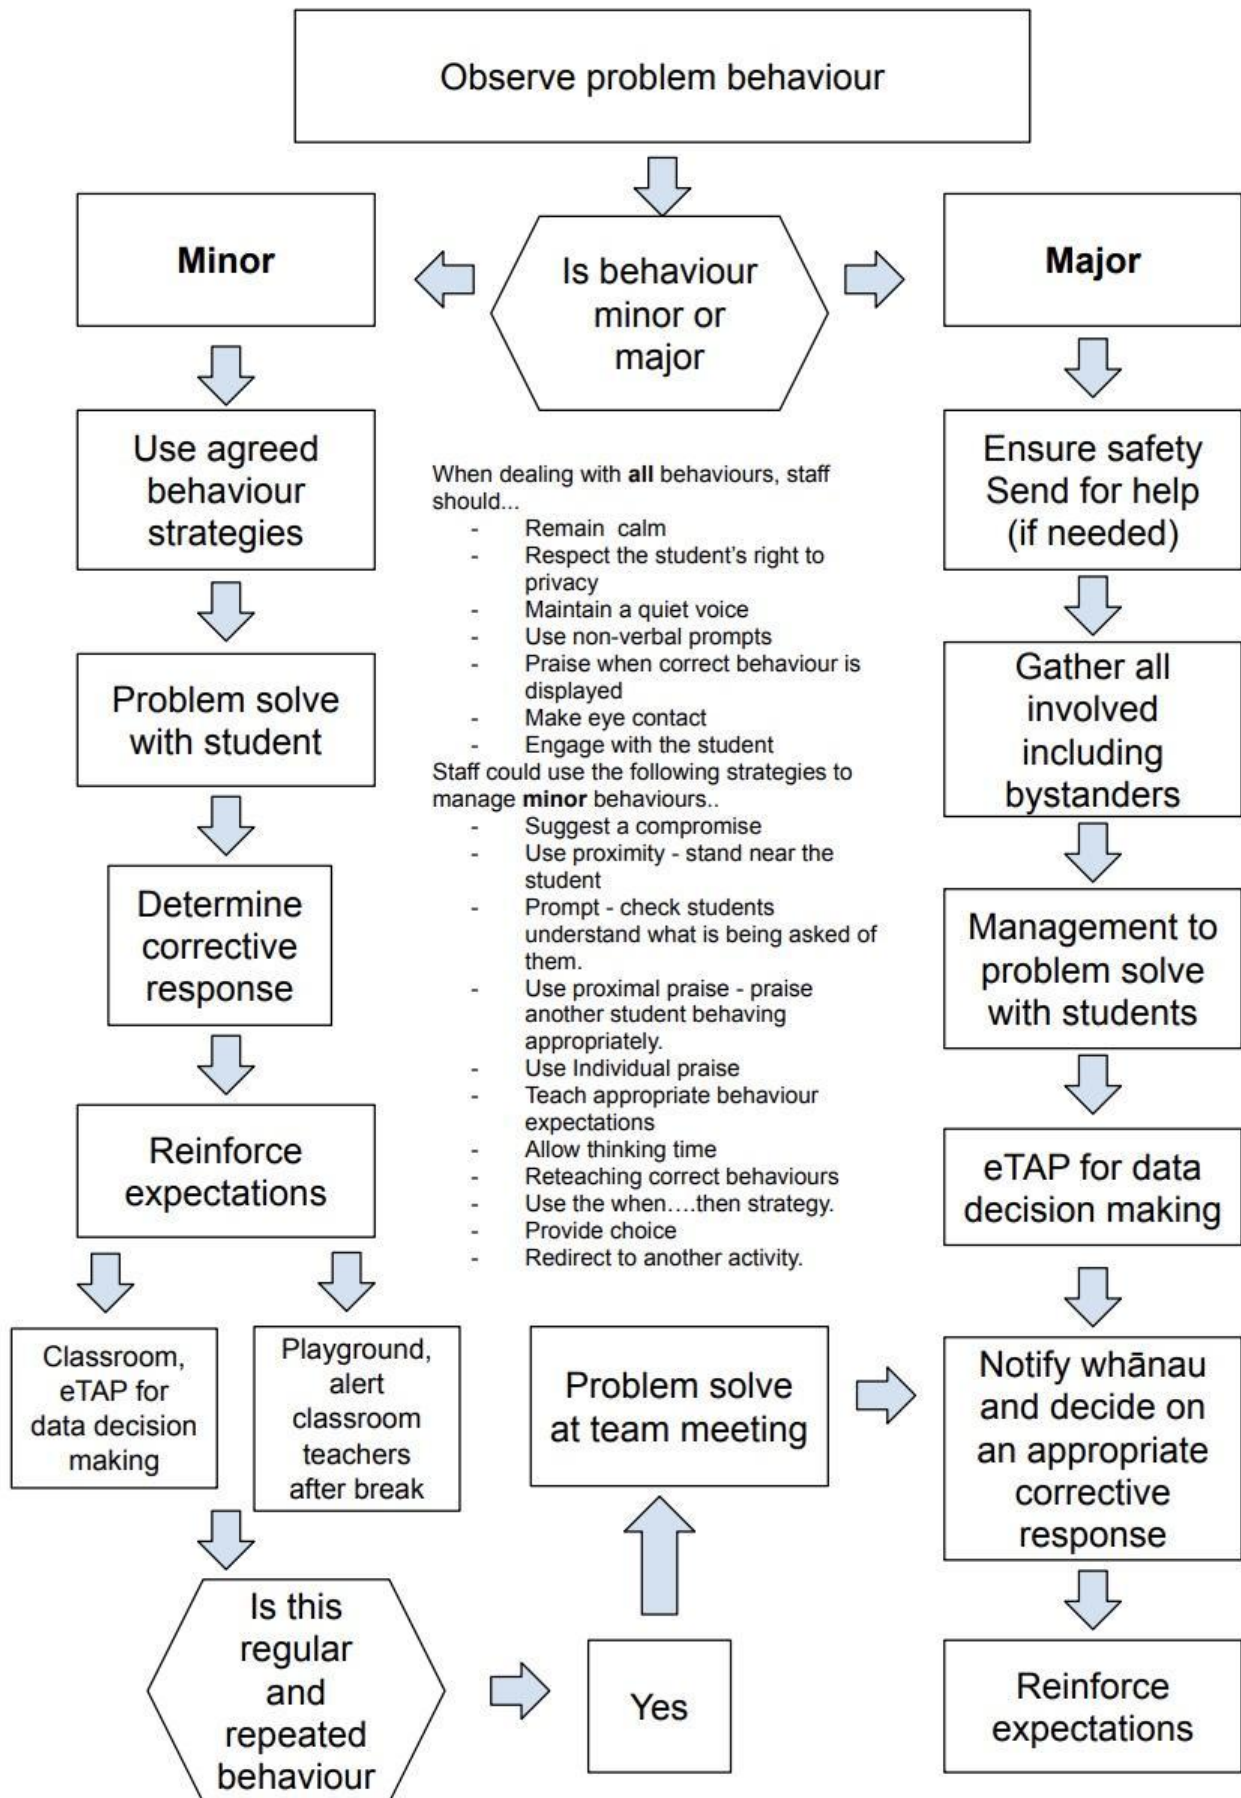 Observe problem behaviour
Minor
Is behaviour
minor or
major
Major
Use agreed
behaviour
strategies
Problem solve
with student
Determine
corrective
response
Reinforce
expectations
Classroom,
eTAP for
data decision
making
Playground,
alert
classroom
teachers
after break
Is this
regular
and
repeated
behaviour
Yes
Problem solve
at team meeting
When dealing with all behaviours, staff
should...
- Remain calm
- Respect the student's right to
privacy
- Maintain a quiet voice
- Use non-verbal prompts
- Praise when correct behaviour is
displayed
- Make eye contact
- Engage with the student
Staff could use the following strategies to
manage minor behaviours..
- Suggest a compromise
- Use proximity - stand near the
student
- Prompt - check students
understand what is being asked of
them.
- Use proximal praise - praise
another student behaving
appropriately.
- Use Individual praise
- Teach appropriate behaviour
expectations
- Allow thinking time
- Reteaching correct behaviours
- Use the when....then strategy.
- Provide choice
- Redirect to another activity.
Ensure safety
Send for help
(if needed)
Gather all
involved
including
bystanders
Management to
problem solve
with students
eTAP for data
decision making
Notify whānau
and decide on
an appropriate
corrective
response
Reinforce
expectations